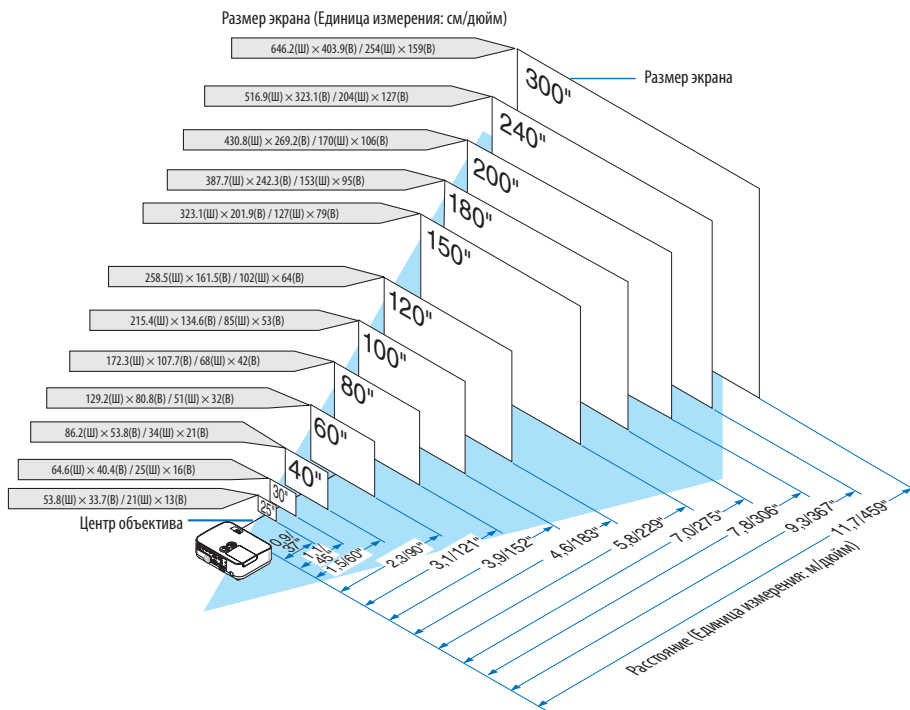 Размер экрана (Единица измерения: см/дюйм)
646.2(Ш) × 403.9(В) / 254(Ш) × 159(В)
Размер экрана
300"
516.9(Ш) × 323.1(В) / 204(Ш) × 127(В)
240"
430.8(Ш) × 269.2(В) / 170(Ш) × 106(В)
200"
387.7(Ш) × 242.3(В) / 153(Ш) × 95(В)
180"
323.1(Ш) × 201.9(В) / 127(Ш) × 79(В)
150"
258.5(Ш) × 161.5(В) / 102(Ш) × 64(В)
120"
215.4(Ш) × 134.6(В) / 85(Ш) × 53(В)
100"
172.3(Ш) × 107.7(В) / 68(Ш) × 42(В)
80"
129.2(Ш) × 80.8(В) / 51(Ш) × 32(В)
60"
86.2(Ш) × 53.8(В) / 34(Ш) × 21(В)
40"
64.6(Ш) × 40.4(В) / 25(Ш) × 16(В)
30"
53.8(Ш) × 33.7(В) / 21(Ш) × 13(В)
25"
Центр объектива
0,9/
37"
1,1/
45"
1,5/60"
2,3/90"
3,1/121"
3,9/152"
4,6/183"
5,8/229"
7,0/275"
7,8/306"
9,3/367"
11,7/459"
Расстояние (Единица измерения: м/дюйм)